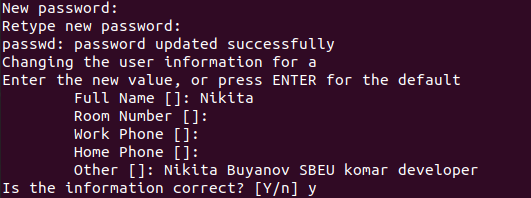 New password:
Retype new password:
passwd: password updated successfully
Changing the user information for a
Enter the new value, or press ENTER for the default
Full Name []: Nikita
Room Number []:
Work Phone []:
Home Phone []:
Other []: Nikita Buyanov SBEU komar developer
Is the information correct? [Y/n] y